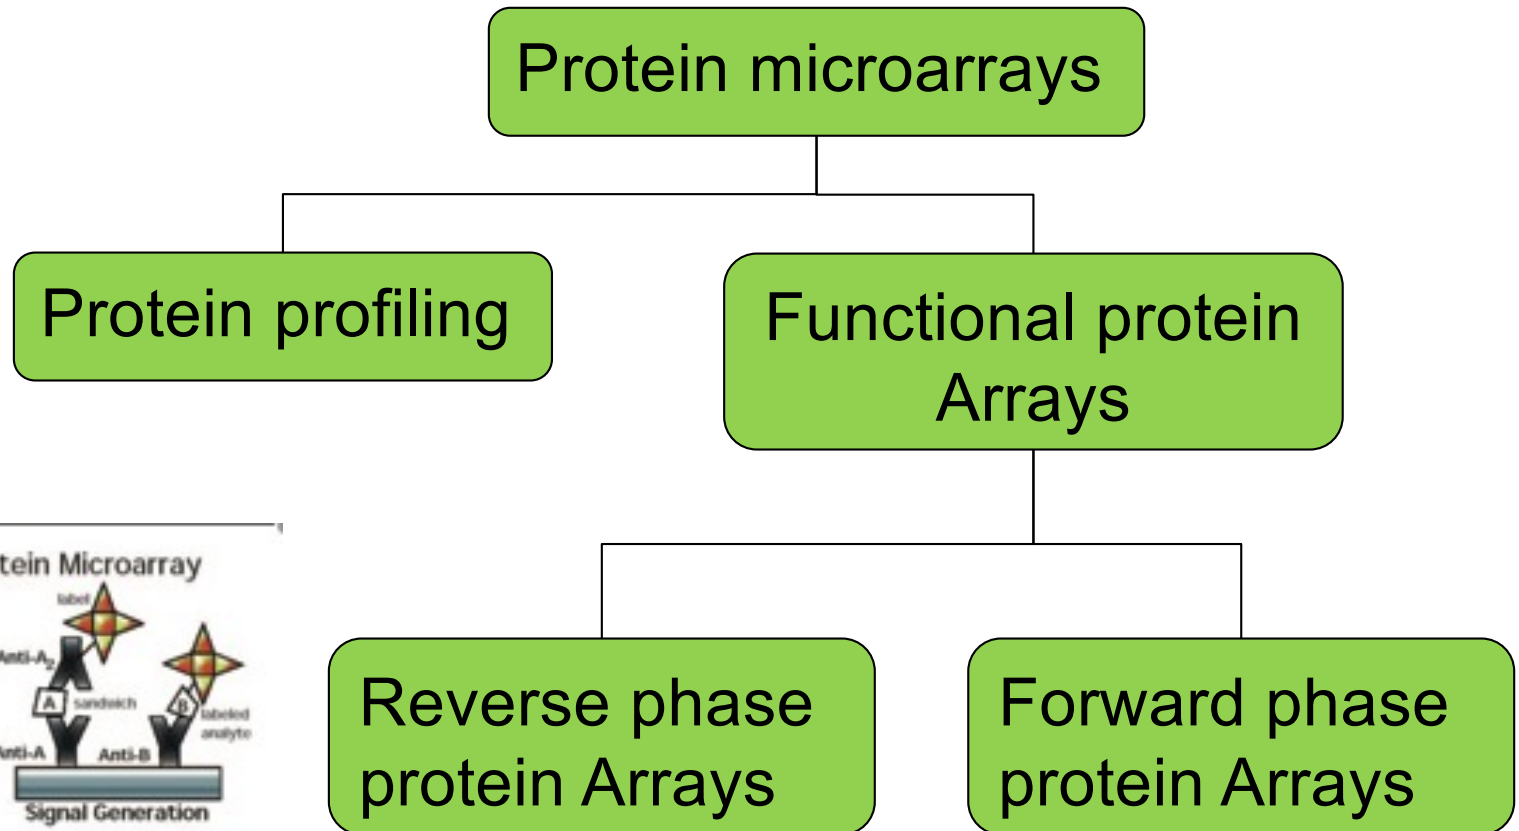 Protein microarrays
Protein profiling
Functional protein
Arrays
Reverse phase
protein Arrays
Forward phase
protein Arrays
tein Microarray
label
Anti-A2
A
sandwich
B
labeled
analyte
Anti-A
Anti-B
Signal Generation